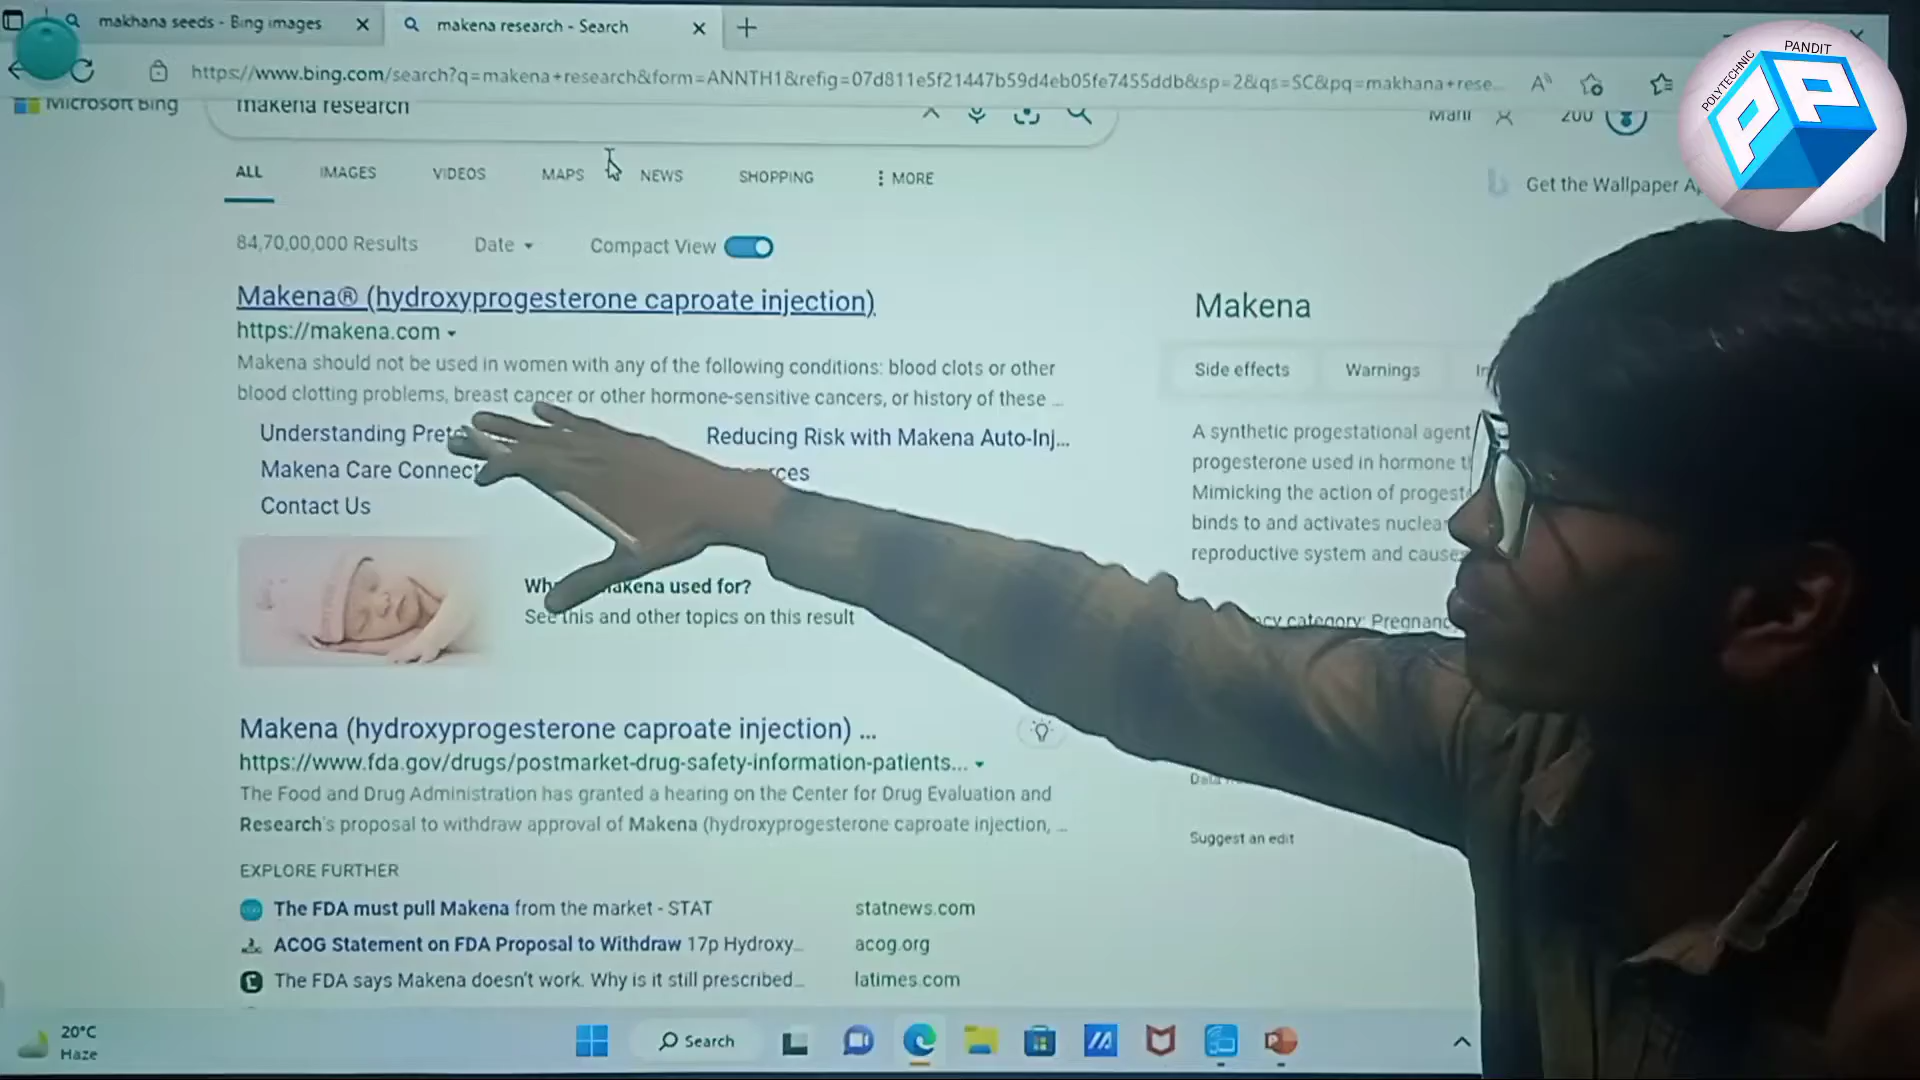 makhana seeds - Bing images
makena research - Search
https://www.bing.com/search?q=makena+research&form=ANNTH1&refig=07d811e5f21447b59d4eb05fe7455ddb&sp=2&qs=SC&pq=makhana+rese...
POLYTECHNIC PANDIT
PP
Microsoft Bing
makena research
200
ALL IMAGES VIDEOS MAPS NEWS SHOPPING MORE
Get the Wallpaper
84,70,00,000 Results Date Compact View
Makena® (hydroxyprogesterone caproate injection)
https://makena.com
Makena should not be used in women with any of the following conditions: blood clots or other
blood clotting problems, breast cancer or other hormone-sensitive cancers, or history of these ...
Understanding
Reducing Risk with Makena Auto-Inj...
Makena Care Connect
Contact Us
Makena used for?
See this and other topics on this result
Makena (hydroxyprogesterone caproate injection) ...
https://www.fda.gov/drugs/postmarket-drug-safety-information-patients...
The Food and Drug Administration has granted a hearing on the Center for Drug Evaluation and
Research's proposal to withdraw approval of Makena (hydroxyprogesterone caproate injection, ...
EXPLORE FURTHER
The FDA must pull Makena from the market - STAT statnews.com
ACOG Statement on FDA Proposal to Withdraw 17p Hydroxy... acog.org
The FDA says Makena doesn't work. Why is it still prescribed... latimes.com
Makena
Side effects Warnings
A synthetic progestational agent
progesterone used in hormone
Mimicking the action of
binds to and activates
reproductive system and causes
category: Pregnancy
Suggest an edit
20°C
Haze
Search